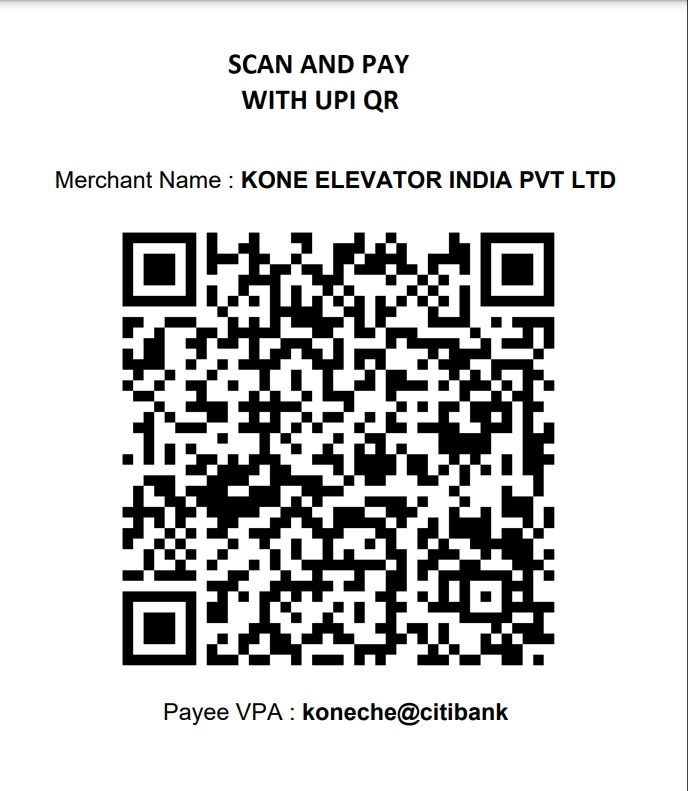 SCAN AND PAY
WITH UPI QR
Merchant Name : KONE ELEVATOR INDIA PVT LTD
Payee VPA : koneche@citibank